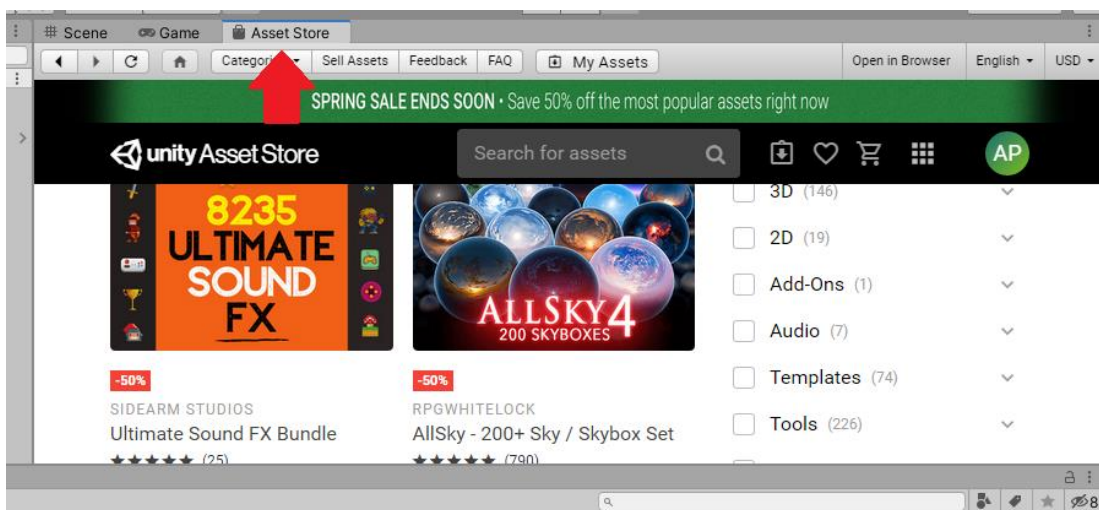 Scene Game Asset Store
Sell Assets Feedback FAQ My Assets Open in Browser English USD
SPRING SALE ENDS SOON • Save 50% off the most popular assets right now
unity Asset Store Search for assets AP
8235
ULTIMATE
SOUND
FX
ALLSKY4
200 SKYBOXES
-50% -50%
SIDEARM STUDIOS RPGWHITELOCK
Ultimate Sound FX Bundle AllSky - 200+ Sky / Skybox Set
(25) (790)
3D (146)
2D (19)
Add-Ons (1)
Audio (7)
Templates (74)
Tools (226)
8